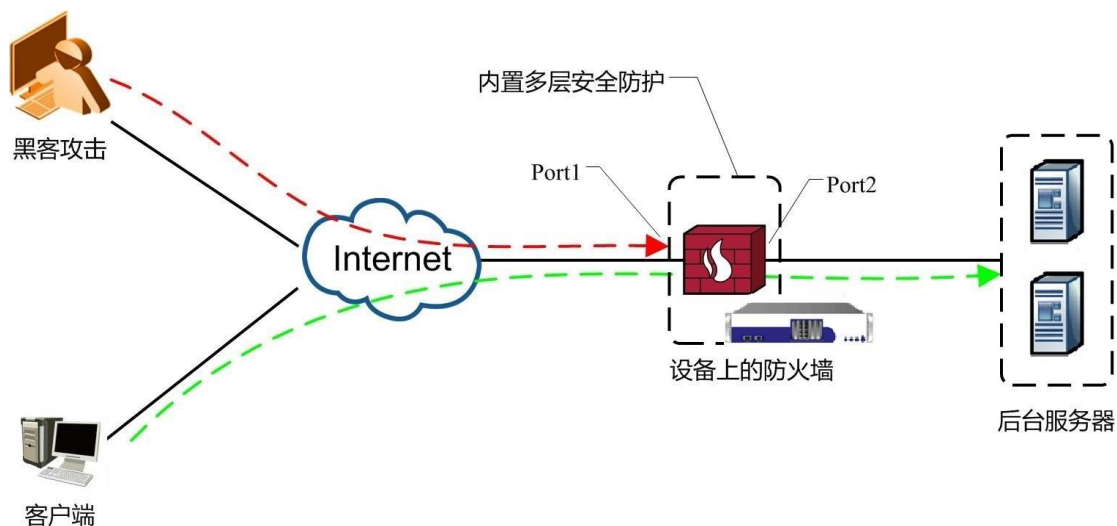 内置多层安全防护
黑客攻击
Port1
Port2
Internet
设备上的防火墙
后台服务器
客户端